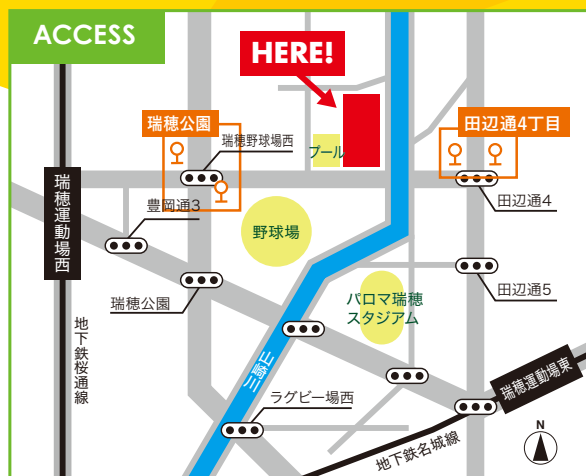 ACCESS
HERE!
瑞穂公園
田辺通4丁目
瑞穂野球場西
プール
瑞穂運動場西
豊岡通3
田辺通4
野球場
瑞穂公園
田辺通5
パロマ瑞穂
スタジアム
地下鉄桜通線
山崎川
瑞穂運動場東
ラグビー場西
地下鉄名城線
N